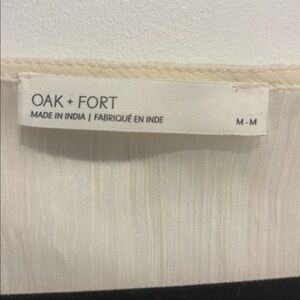 OAK + FORT
MADE IN INDIA | FABRIQUÉ EN INDE
M - M